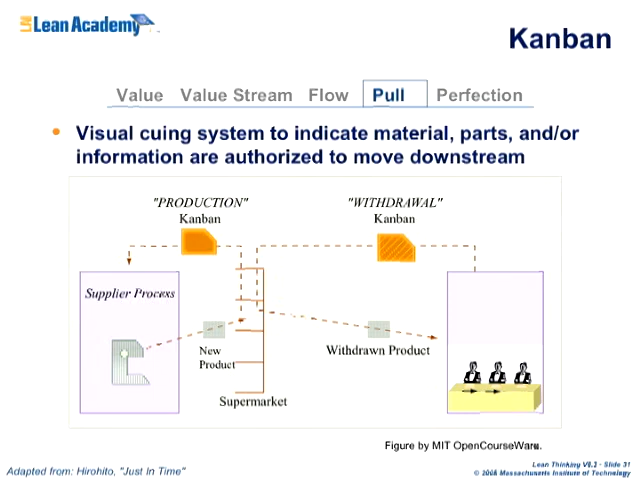 LAI Lean Academy
Kanban
Value Value Stream Flow Pull Perfection
• Visual cuing system to indicate material, parts, and/or
information are authorized to move downstream
"PRODUCTION"
Kanban
"WITHDRAWAL"
Kanban
Supplier Process
New
Product
Withdrawn Product
Supermarket
Figure by MIT OpenCourseWare.
Adapted from: Hirohito, "Just In Time"
Lean Thinking V6.2 - Slide 31
© 2008 Massachusetts Institute of Technology